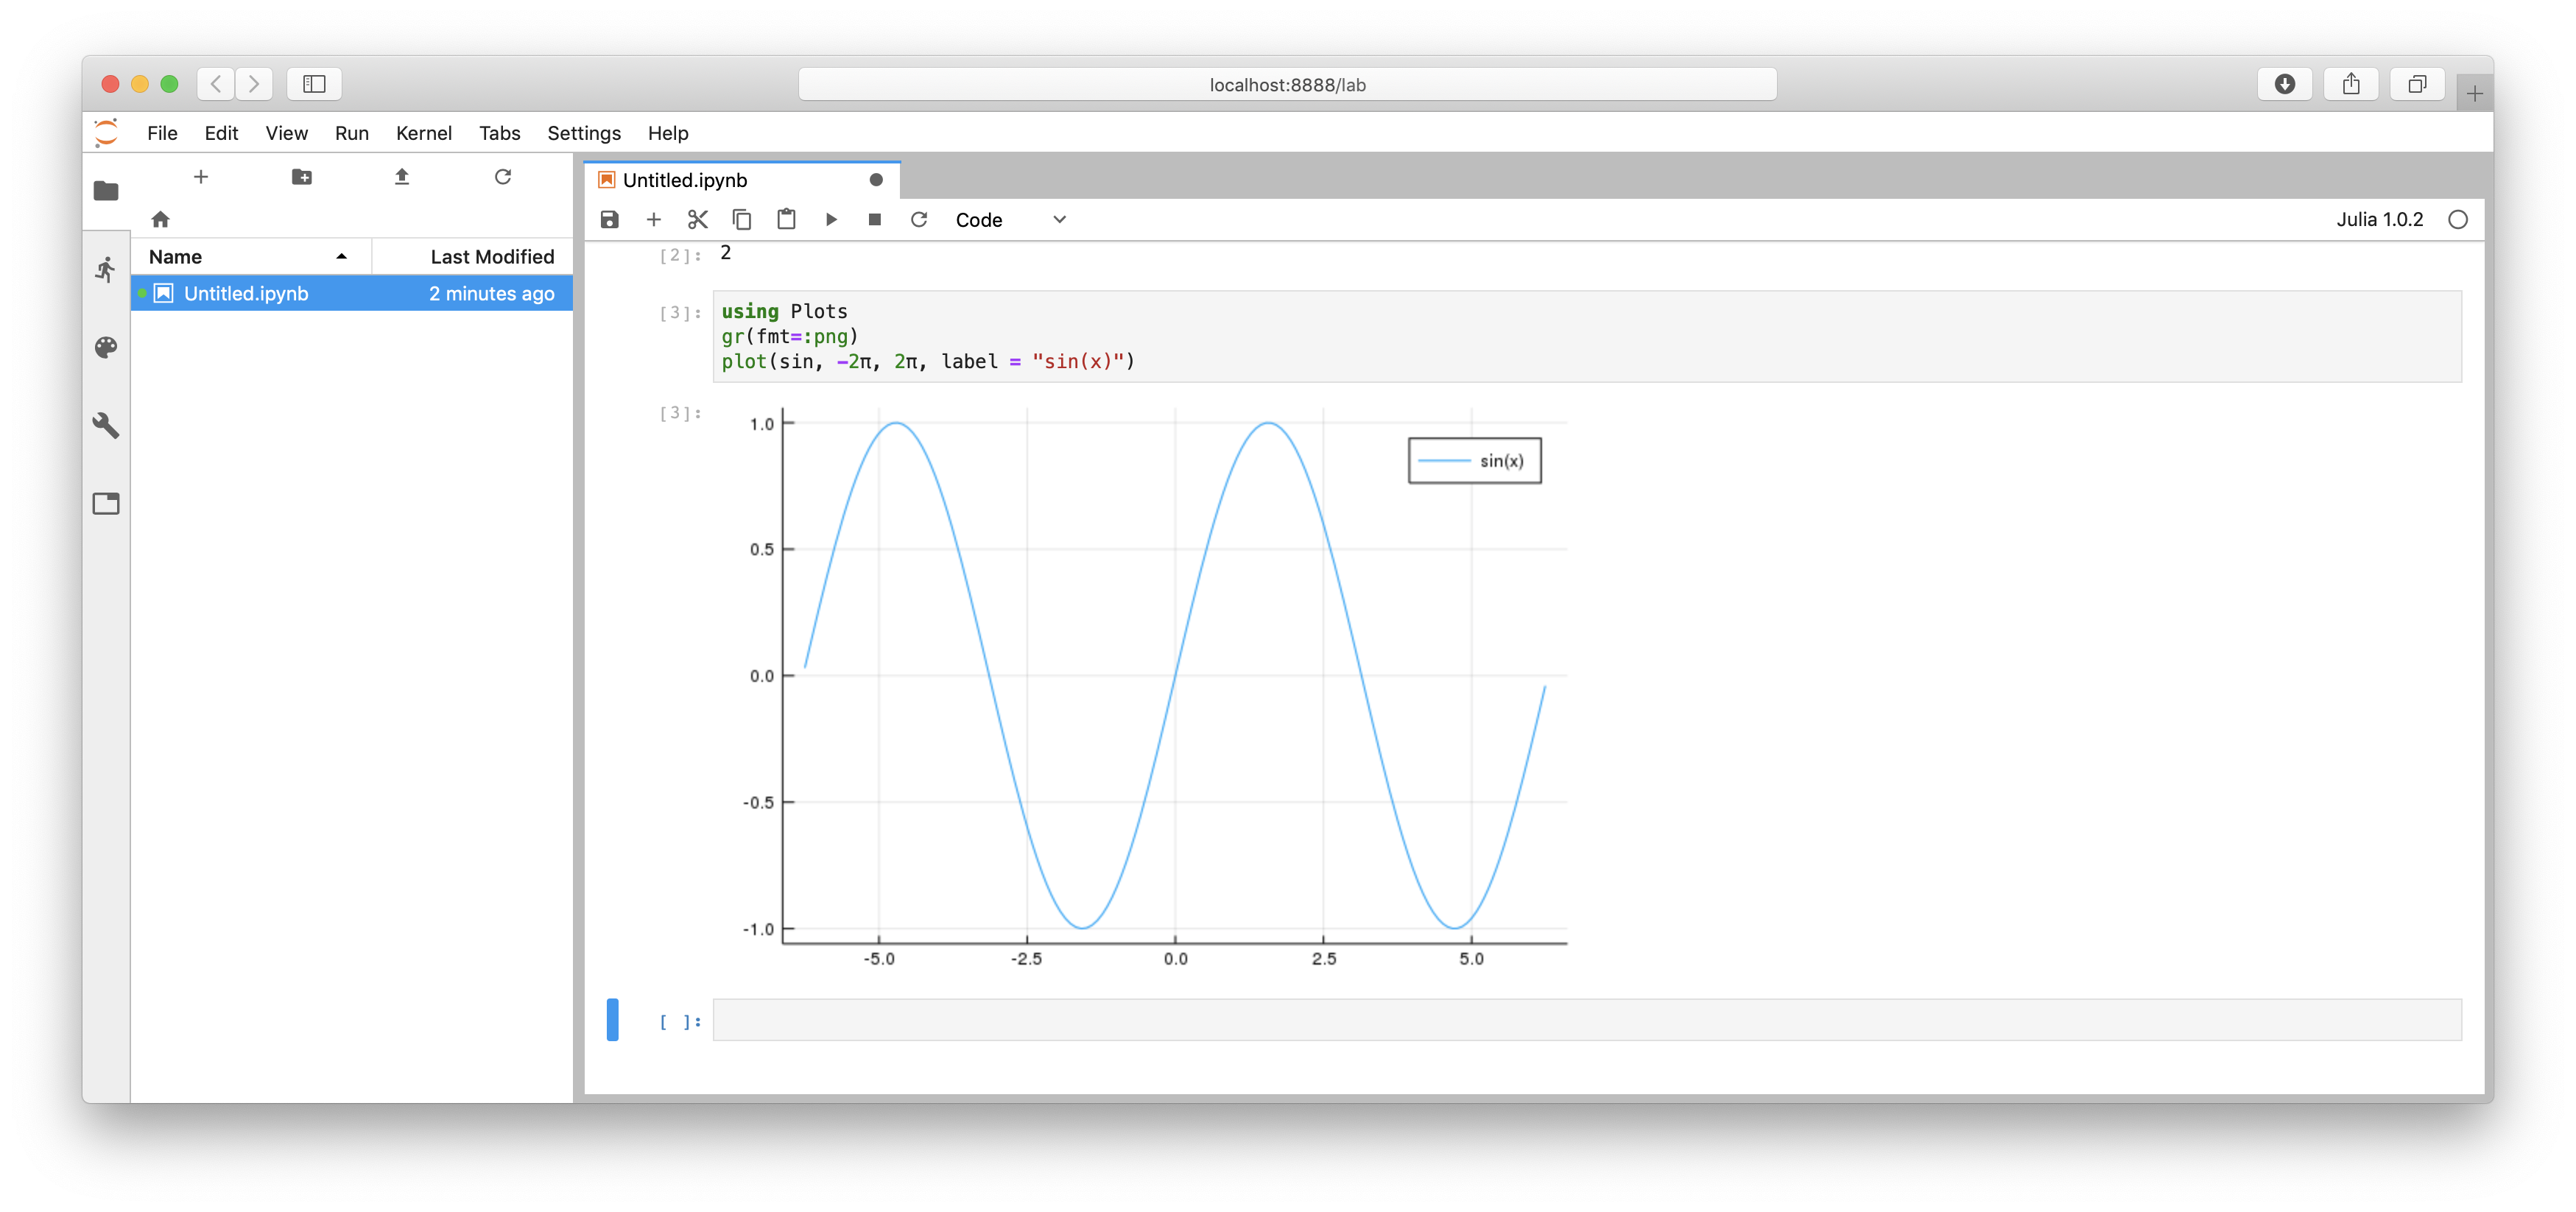 localhost:8888/lab
File Edit View Run Kernel Tabs Settings Help
Name Last Modified
Untitled.ipynb 2 minutes ago
Untitled.ipynb
Code Julia 1.0.2
[2]: 2
[3]: using Plots
gr(fmt=:png)
plot(sin, -2π, 2π, label = "sin(x)")
[3]:
1.0
sin(x)
0.5
0.0
-0.5
-1.0
-5.0 -2.5 0.0 2.5 5.0
[ ]: